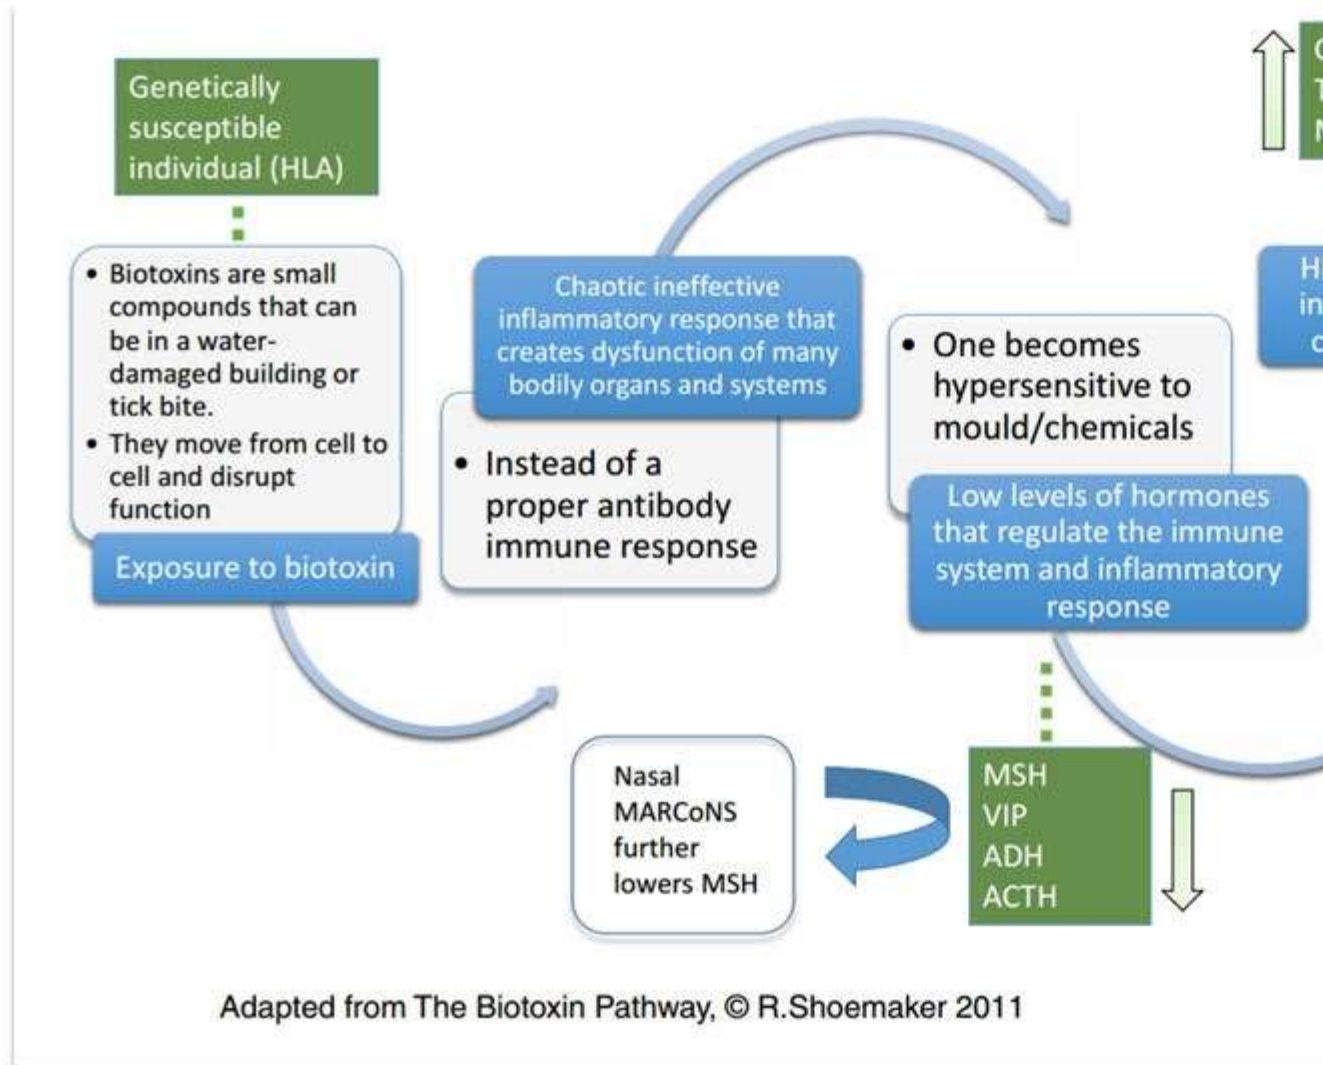 Genetically
susceptible
individual (HLA)
• Biotoxins are small
compounds that can
be in a water-
damaged building or
tick bite.
• They move from cell to
cell and disrupt
function
Exposure to biotoxin
Chaotic ineffective
inflammatory response that
creates dysfunction of many
bodily organs and systems
• Instead of a
proper antibody
immune response
• One becomes
hypersensitive to
mould/chemicals
Low levels of hormones
that regulate the immune
system and inflammatory
response
Nasal
MARCoNS
further
lowers MSH
MSH
VIP
ADH
ACTH
Adapted from The Biotoxin Pathway, © R.Shoemaker 2011